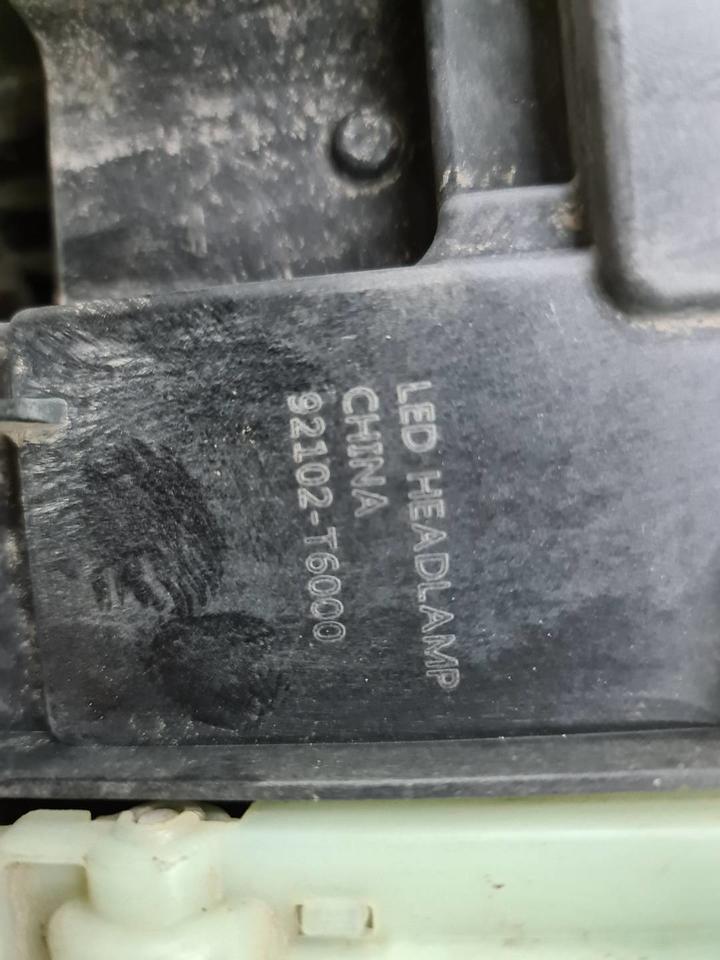 LED HEADLAMP
CHINA
92102-T6000